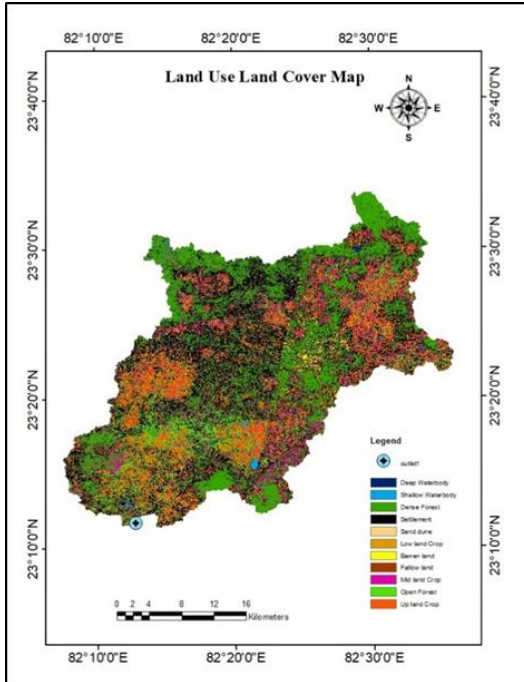 82°10'0"E 82°20'0"E 82°30'0"E
Land Use Land Cover Map
N
W E
S
23°40'0"N 23°40'0"N
23°30'0"N 23°30'0"N
23°20'0"N 23°20'0"N
23°10'0"N 23°10'0"N
Legend
outlet1
Deep Waterbody
Shallow Waterbody
Dense Forest
Settlement
Sand dune
Low land Crop
Barren land
Fallow land
Mid land Crop
Open Forest
Up land Crop
0 2 4 8 12 16
Kilometers
82°10'0"E 82°20'0"E 82°30'0"E